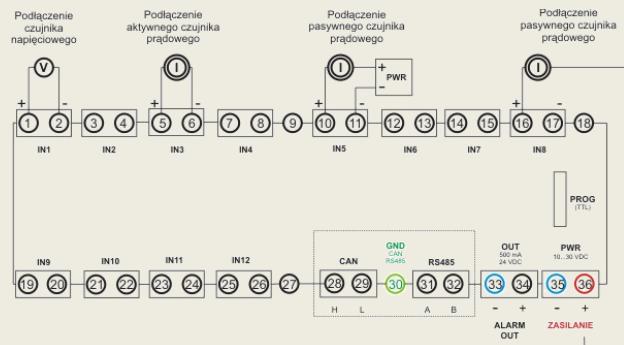 Podłączenie
czujnika
napięciowego
Podłączenie
aktywnego czujnika
prądowego
Podłączenie
pasywnego czujnika
prądowego
Podłączenie
pasywnego czujnika
prądowego
V I I I
+ PWR
-
+ - + - + - + -
1 2 3 4 5 6 7 8 9 10 11 12 13 14 15 16 17 18
IN1 IN2 IN3 IN4 IN5 IN6 IN7 IN8
PROG
(TTL)
GND
CAN
RS485
OUT
500 mA
24 VDC
PWR
10...30 VDC
IN9 IN10 IN11 IN12 CAN RS485
19 20 21 22 23 24 25 26 27 28 29 30 31 32 33 34 35 36
H L A B - + - +
ALARM
OUT
ZASILANIE